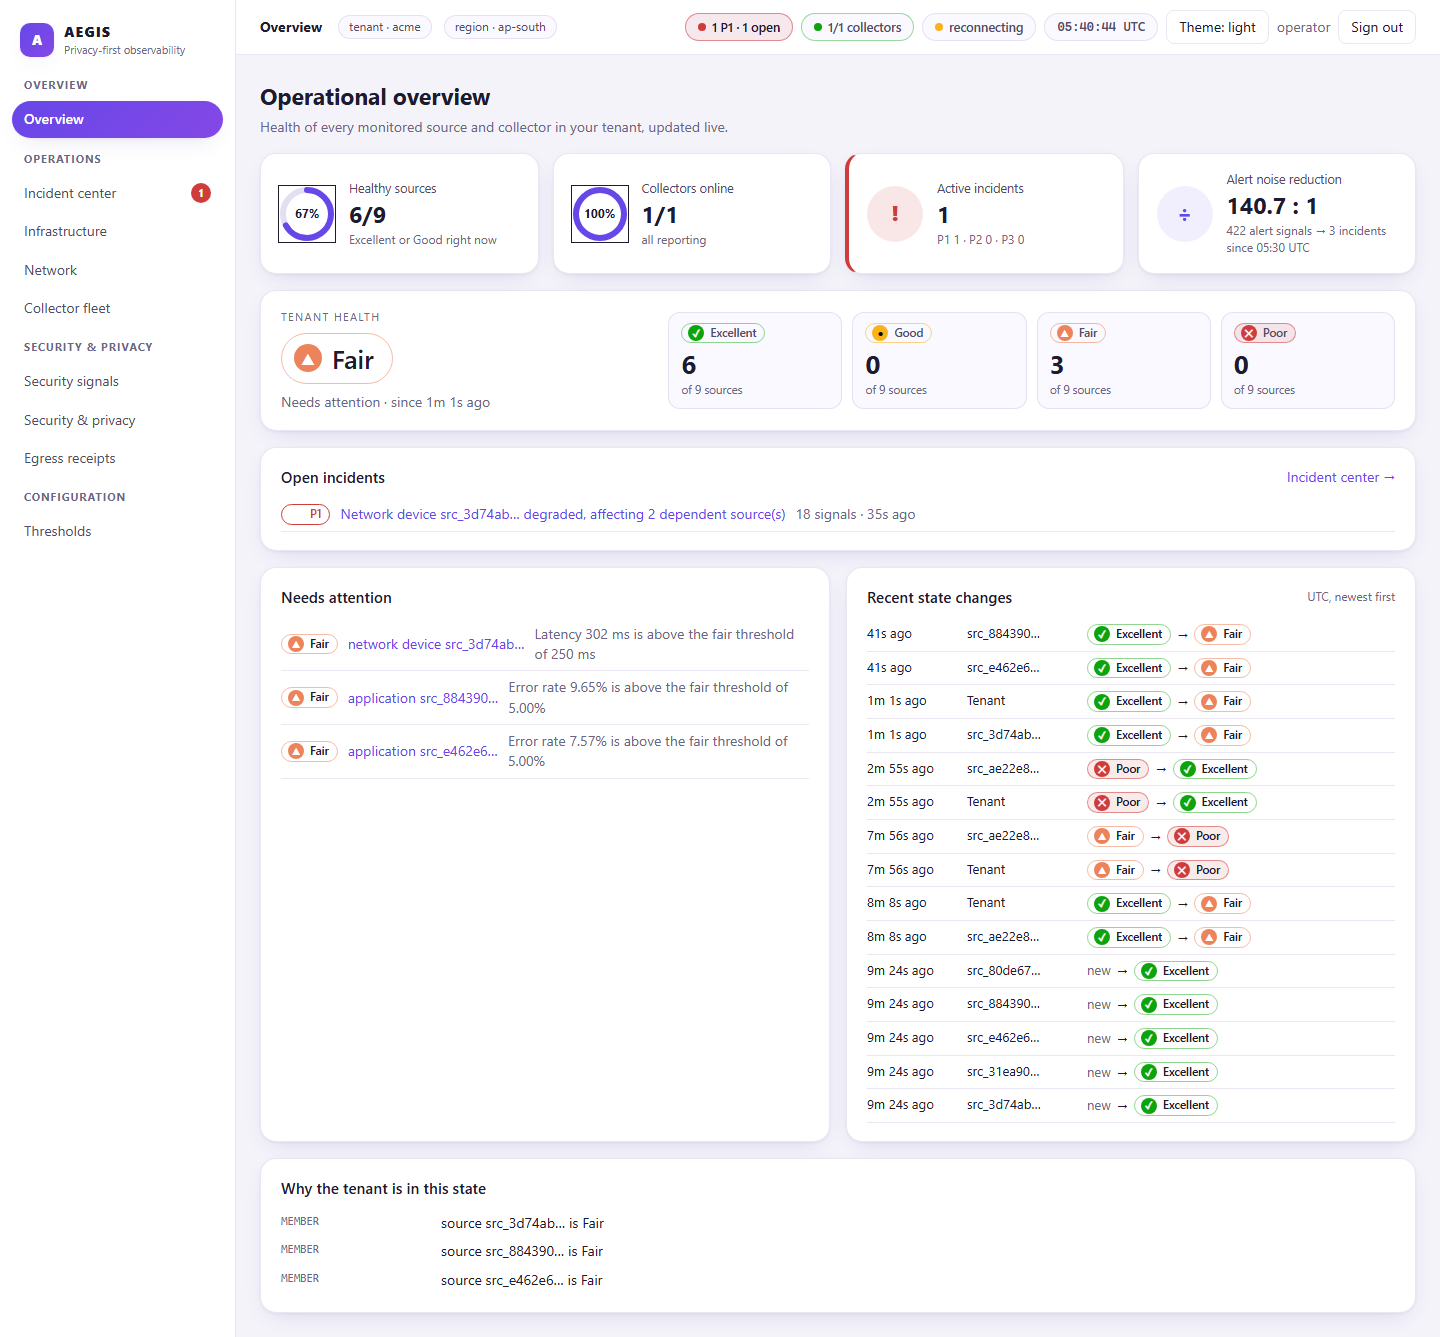 A
AEGIS
Privacy-first observability
OVERVIEW
Overview
OPERATIONS
Incident center 1
Infrastructure
Network
Collector fleet
SECURITY & PRIVACY
Security signals
Security & privacy
Egress receipts
CONFIGURATION
Thresholds
Overview tenant · acme region · ap-south 1 P1 · 1 open 1/1 collectors reconnecting 05:40:44 UTC Theme: light operator Sign out
Operational overview
Health of every monitored source and collector in your tenant, updated live.
67%
Healthy sources
6/9
Excellent or Good right now
100%
Collectors online
1/1
all reporting
!
Active incidents
1
P1 1 · P2 0 · P3 0
÷
Alert noise reduction
140.7 : 1
422 alert signals → 3 incidents
since 05:30 UTC
TENANT HEALTH
Fair
Needs attention · since 1m 1s ago
Excellent
6
of 9 sources
Good
0
of 9 sources
Fair
3
of 9 sources
Poor
0
of 9 sources
Open incidents Incident center →
P1 Network device src_3d74ab… degraded, affecting 2 dependent source(s) 18 signals · 35s ago
Needs attention
Fair network device src_3d74ab… Latency 302 ms is above the fair threshold
of 250 ms
Fair application src_884390… Error rate 9.65% is above the fair threshold of
5.00%
Fair application src_e462e6… Error rate 7.57% is above the fair threshold of
5.00%
Recent state changes UTC, newest first
41s ago src_884390… Excellent → Fair
41s ago src_e462e6… Excellent → Fair
1m 1s ago Tenant Excellent → Fair
1m 1s ago src_3d74ab… Excellent → Fair
2m 55s ago src_ae22e8… Poor → Excellent
2m 55s ago Tenant Poor → Excellent
7m 56s ago src_ae22e8… Fair → Poor
7m 56s ago Tenant Fair → Poor
8m 8s ago Tenant Excellent → Fair
8m 8s ago src_ae22e8… Excellent → Fair
9m 24s ago src_80de67… new → Excellent
9m 24s ago src_884390… new → Excellent
9m 24s ago src_e462e6… new → Excellent
9m 24s ago src_31ea90… new → Excellent
9m 24s ago src_3d74ab… new → Excellent
Why the tenant is in this state
MEMBER source src_3d74ab… is Fair
MEMBER source src_884390… is Fair
MEMBER source src_e462e6… is Fair